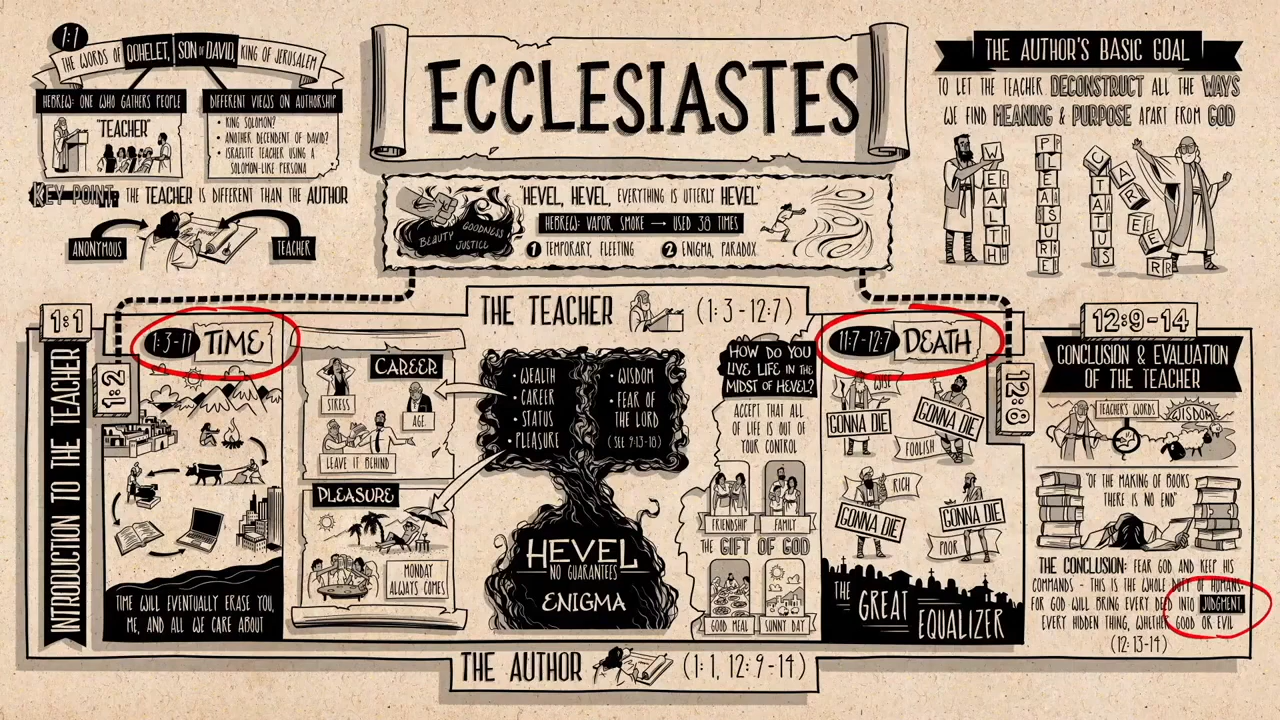 1:1
THE WORDS OF QOHELET, SON OF DAVID, KING OF JERUSALEM
HEBREW: ONE WHO GATHERS PEOPLE
"TEACHER"
DIFFERENT VIEWS ON AUTHORSHIP
• KING SOLOMON?
• ANOTHER DECENDENT OF DAVID?
• ISRAELITE TEACHER USING A
SOLOMON-LIKE PERSONA
KEY POINT: THE TEACHER IS DIFFERENT THAN THE AUTHOR
ANONYMOUS
TEACHER
ECCLESIASTES
"HEVEL, HEVEL, EVERYTHING IS UTTERLY HEVEL"
HEBREW: VAPOR, SMOKE → USED 38 TIMES
1 TEMPORARY, FLEETING 2 ENIGMA, PARADOX
BEAUTY
GOODNESS
JUSTICE
THE AUTHOR'S BASIC GOAL
TO LET THE TEACHER DECONSTRUCT ALL THE WAYS
WE FIND MEANING & PURPOSE APART FROM GOD
WEALTH
PLEASURE
STATUS
CAREER
THE TEACHER (1:3-12:7)
1:1
INTRODUCTION TO THE TEACHER
1:2
1:3-11 TIME
TIME WILL EVENTUALLY ERASE YOU,
ME, AND ALL WE CARE ABOUT
CAREER
STRESS
AGE
LEAVE IT BEHIND
PLEASURE
MONDAY
ALWAYS COMES
• WEALTH
• CAREER
• STATUS
• PLEASURE
• WISDOM
• FEAR OF
THE LORD
(SEE 9:13-18)
HEVEL
NO GUARANTEES
ENIGMA
HOW DO YOU
LIVE LIFE IN THE
MIDST OF HEVEL?
ACCEPT THAT ALL
OF LIFE IS OUT OF
YOUR CONTROL
FRIENDSHIP
FAMILY
THE GIFT OF GOD
GOOD MEAL
SUNNY DAY
11:7-12:7 DEATH
WISE
GONNA DIE
GONNA DIE
FOOLISH
RICH
GONNA DIE
GONNA DIE
POOR
THE
GREAT
EQUALIZER
12:8
12:9-14
CONCLUSION & EVALUATION
OF THE TEACHER
TEACHER'S WORDS
WISDOM
"OF THE MAKING OF BOOKS
THERE IS NO END"
THE CONCLUSION: FEAR GOD AND KEEP HIS
COMMANDS - THIS IS THE WHOLE DUTY OF HUMANS.
FOR GOD WILL BRING EVERY DEED INTO JUDGMENT,
EVERY HIDDEN THING, WHETHER GOOD OR EVIL
(12:13-14)
THE AUTHOR (1:1, 12:9-14)